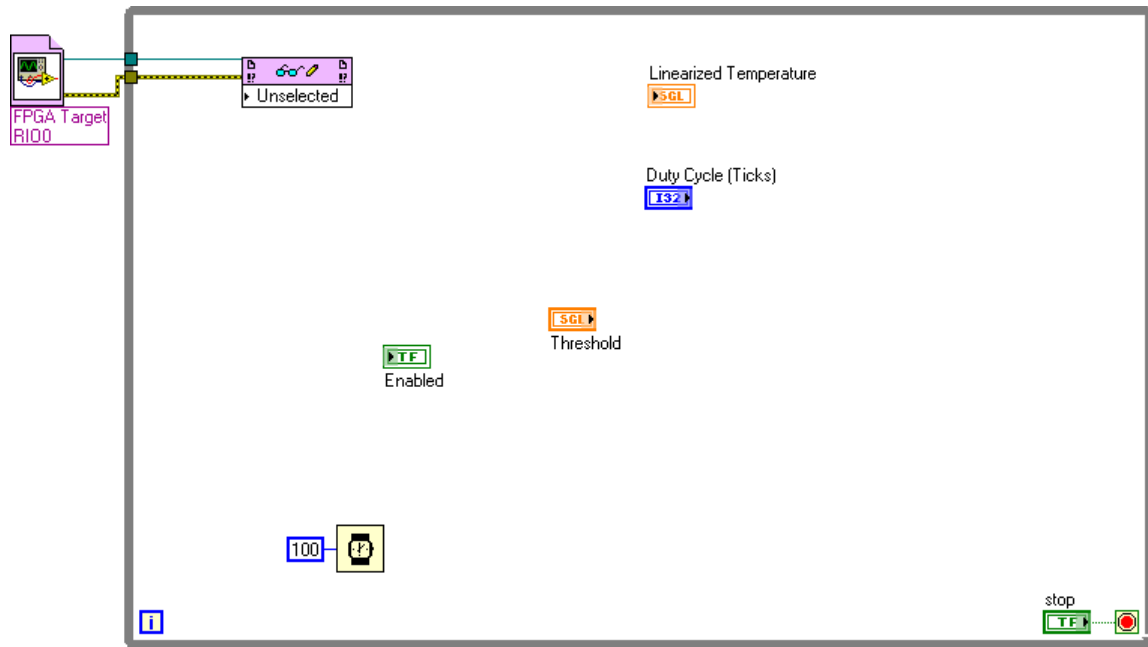 Linearized Temperature
SGL
Unselected
FPGA Target
RIO0
Duty Cycle (Ticks)
I32
SGL
Threshold
TF
Enabled
100
stop
TF
i